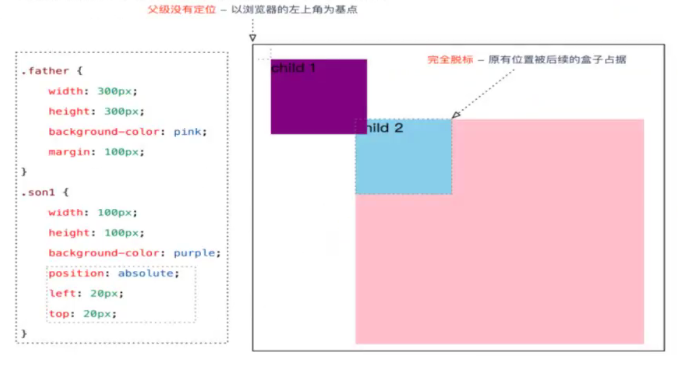 父级没有定位 – 以浏览器的左上角为基点
.father {
width: 300px;
height: 300px;
background-color: pink;
margin: 100px;
}
.son1 {
width: 100px;
height: 100px;
background-color: purple;
position: absolute;
left: 20px;
top: 20px;
}
child 1
完全脱标 – 原有位置被后续的盒子占据
hild 2